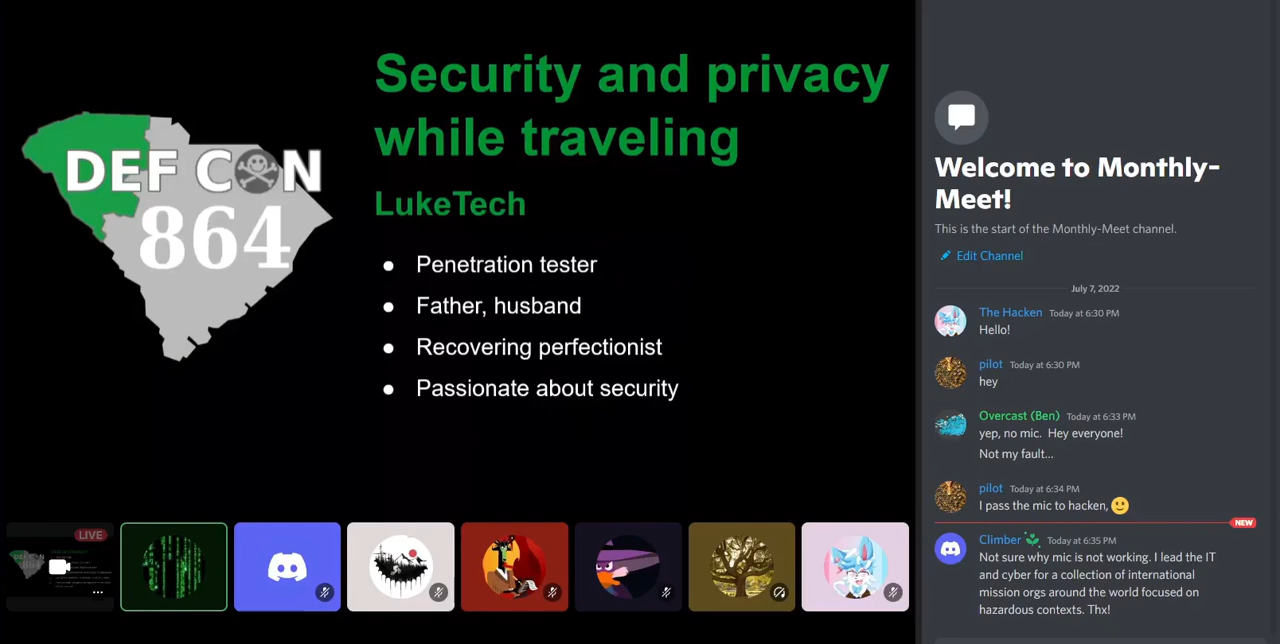 DEF CON
864
Security and privacy
while traveling
LukeTech
Penetration tester
Father, husband
Recovering perfectionist
Passionate about security
LIVE
Welcome to Monthly-
Meet!
This is the start of the Monthly-Meet channel.
Edit Channel
July 7, 2022
The Hacken Today at 6:30 PM
Hello!
pilot Today at 6:30 PM
hey
Overcast (Ben) Today at 6:33 PM
yep, no mic. Hey everyone!
Not my fault...
pilot Today at 6:34 PM
I pass the mic to hacken, 🙂
NEW
Climber 🌱 Today at 6:35 PM
Not sure why mic is not working. I lead the IT
and cyber for a collection of international
mission orgs around the world focused on
hazardous contexts. Thx!